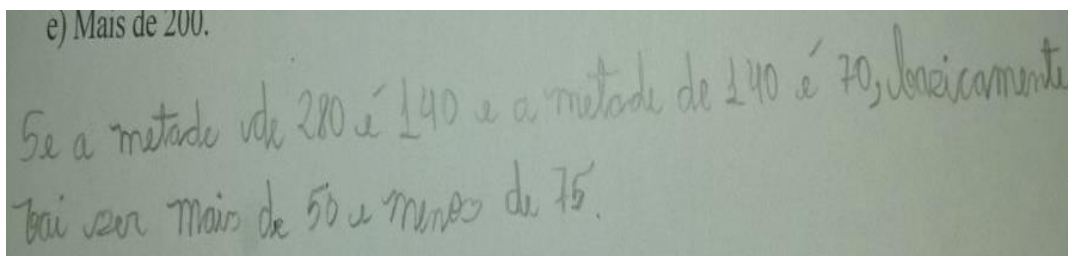 e) Mais de 200.
Se a metade de 280 é 140 e a metade de 140 é 70, basicamente
vai ser mais de 50 e menos de 75.